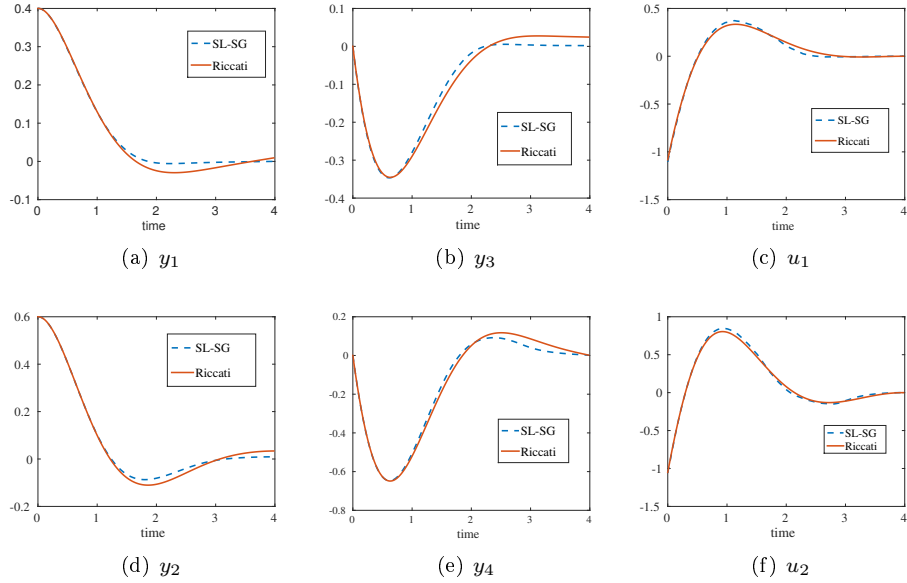 0.4
0.3
0.2
0.1
0
-0.1
0
1
2
3
4
time
SL-SG
Riccati
(a) y1
0
-0.1
-0.2
-0.3
0.4
0
1
2
3
4
time
SL-SG
Riccati
(b) y3
1
0.5
0
-0.5
-1
-1.5
0
1
2
3
4
time
SL-SG
Riccati
(c) u1
0.6
0.4
0.2
0
-0.2
0
1
2
3
4
time
SL-SG
Riccati
(d) y2
0.2
0
-0.2
-0.4
-0.6
-0.8
0
1
2
3
4
time
SL-SG
Riccati
(e) y4
1
0.5
0
-0.5
-1
-1.5
0
1
2
3
4
time
SL-SG
Riccati
(f) u2